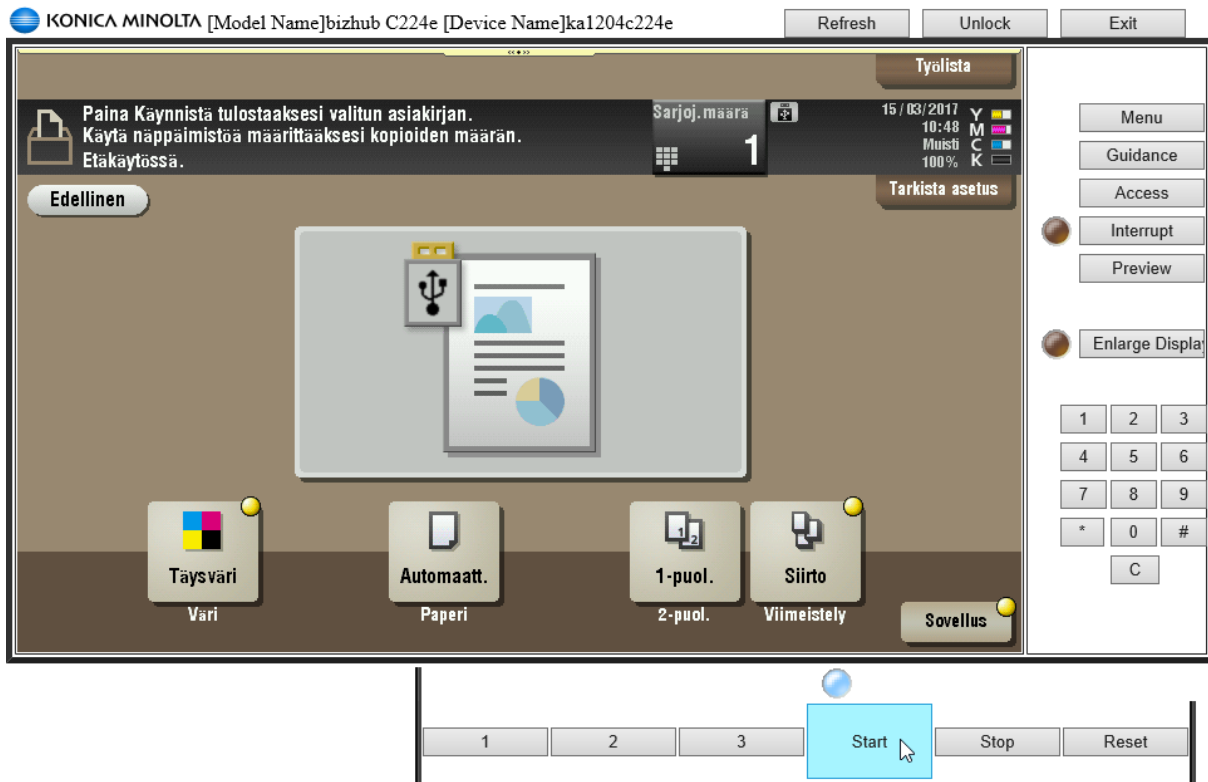 KONICA MINOLTA [Model Name]bizhub C224e [Device Name]ka1204c224e
Refresh
Unlock
Exit
Työlista
Paina Käynnistä tulostaaksesi valitun asiakirjan.
Käytä näppäimistöä määrittääksesi kopioiden määrän.
Etäkäytössä.
Sarjoj.määrä
1
15/03/2017
10:48
Muisti
100%
Y
M
C
K
Edellinen
Tarkista asetus
1
2
Täysväri
Automaatt.
1-puol.
Siirto
Väri
Paperi
2-puol.
Viimeistely
Sovellus
Menu
Guidance
Access
Interrupt
Preview
Enlarge Display
1 2 3
4 5 6
7 8 9
* 0 #
C
1 2 3 Start Stop Reset